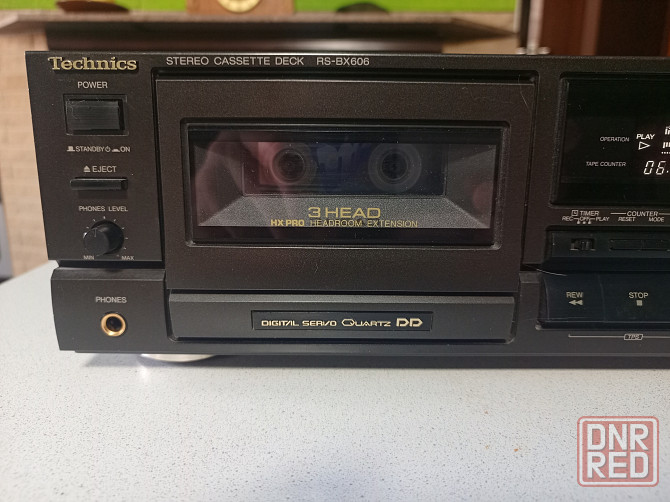 Technics
STEREO CASSETTE DECK RS-BX606
POWER
STANDBY ON
EJECT
PHONES LEVEL
MIN MAX
PHONES
3 HEAD
HX PRO HEADROOM EXTENSION
DIGITAL SERVO QUARTZ DD
OPERATION PLAY
TAPE COUNTER 06.
TIMER
REC OFF PLAY
COUNTER
RESET MODE
REW STOP
TPS
DNR
RED